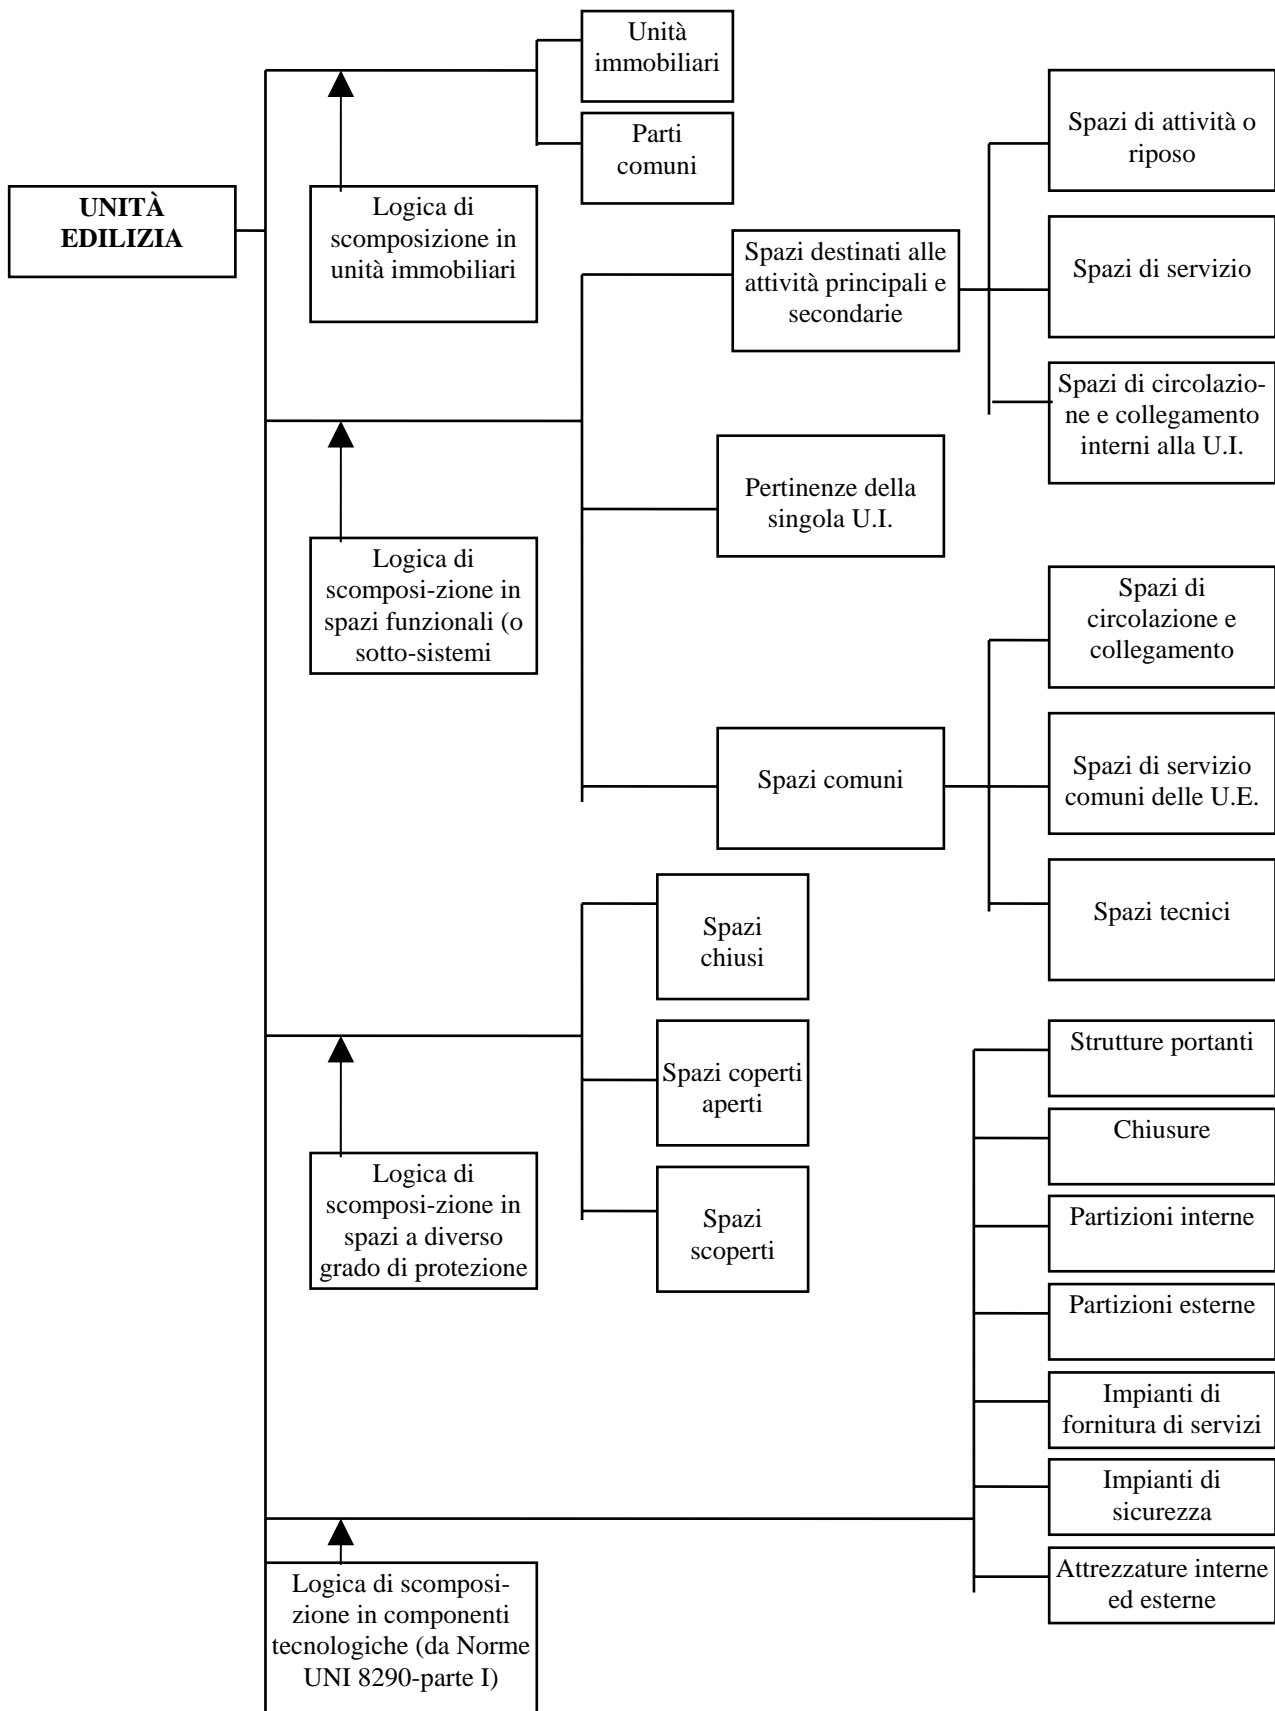 UNITÀ
EDILIZIA
Logica di
scomposizione in
unità immobiliari
Unità
immobiliari
Parti
comuni
Logica di
scomposi-zione in
spazi funzionali (o
sotto-sistemi
Spazi destinati alle
attività principali e
secondarie
Spazi di attività o
riposo
Spazi di servizio
Spazi di circolazio-
ne e collegamento
interni alla U.I.
Pertinenze della
singola U.I.
Spazi comuni
Spazi di
circolazione e
collegamento
Spazi di servizio
comuni delle U.E.
Spazi tecnici
Logica di
scomposi-zione in
spazi a diverso
grado di protezione
Spazi
chiusi
Spazi coperti
aperti
Spazi
scoperti
Logica di scomposi-
zione in componenti
tecnologiche (da Norme
UNI 8290-parte I)
Strutture portanti
Chiusure
Partizioni interne
Partizioni esterne
Impianti di
fornitura di servizi
Impianti di
sicurezza
Attrezzature interne
ed esterne